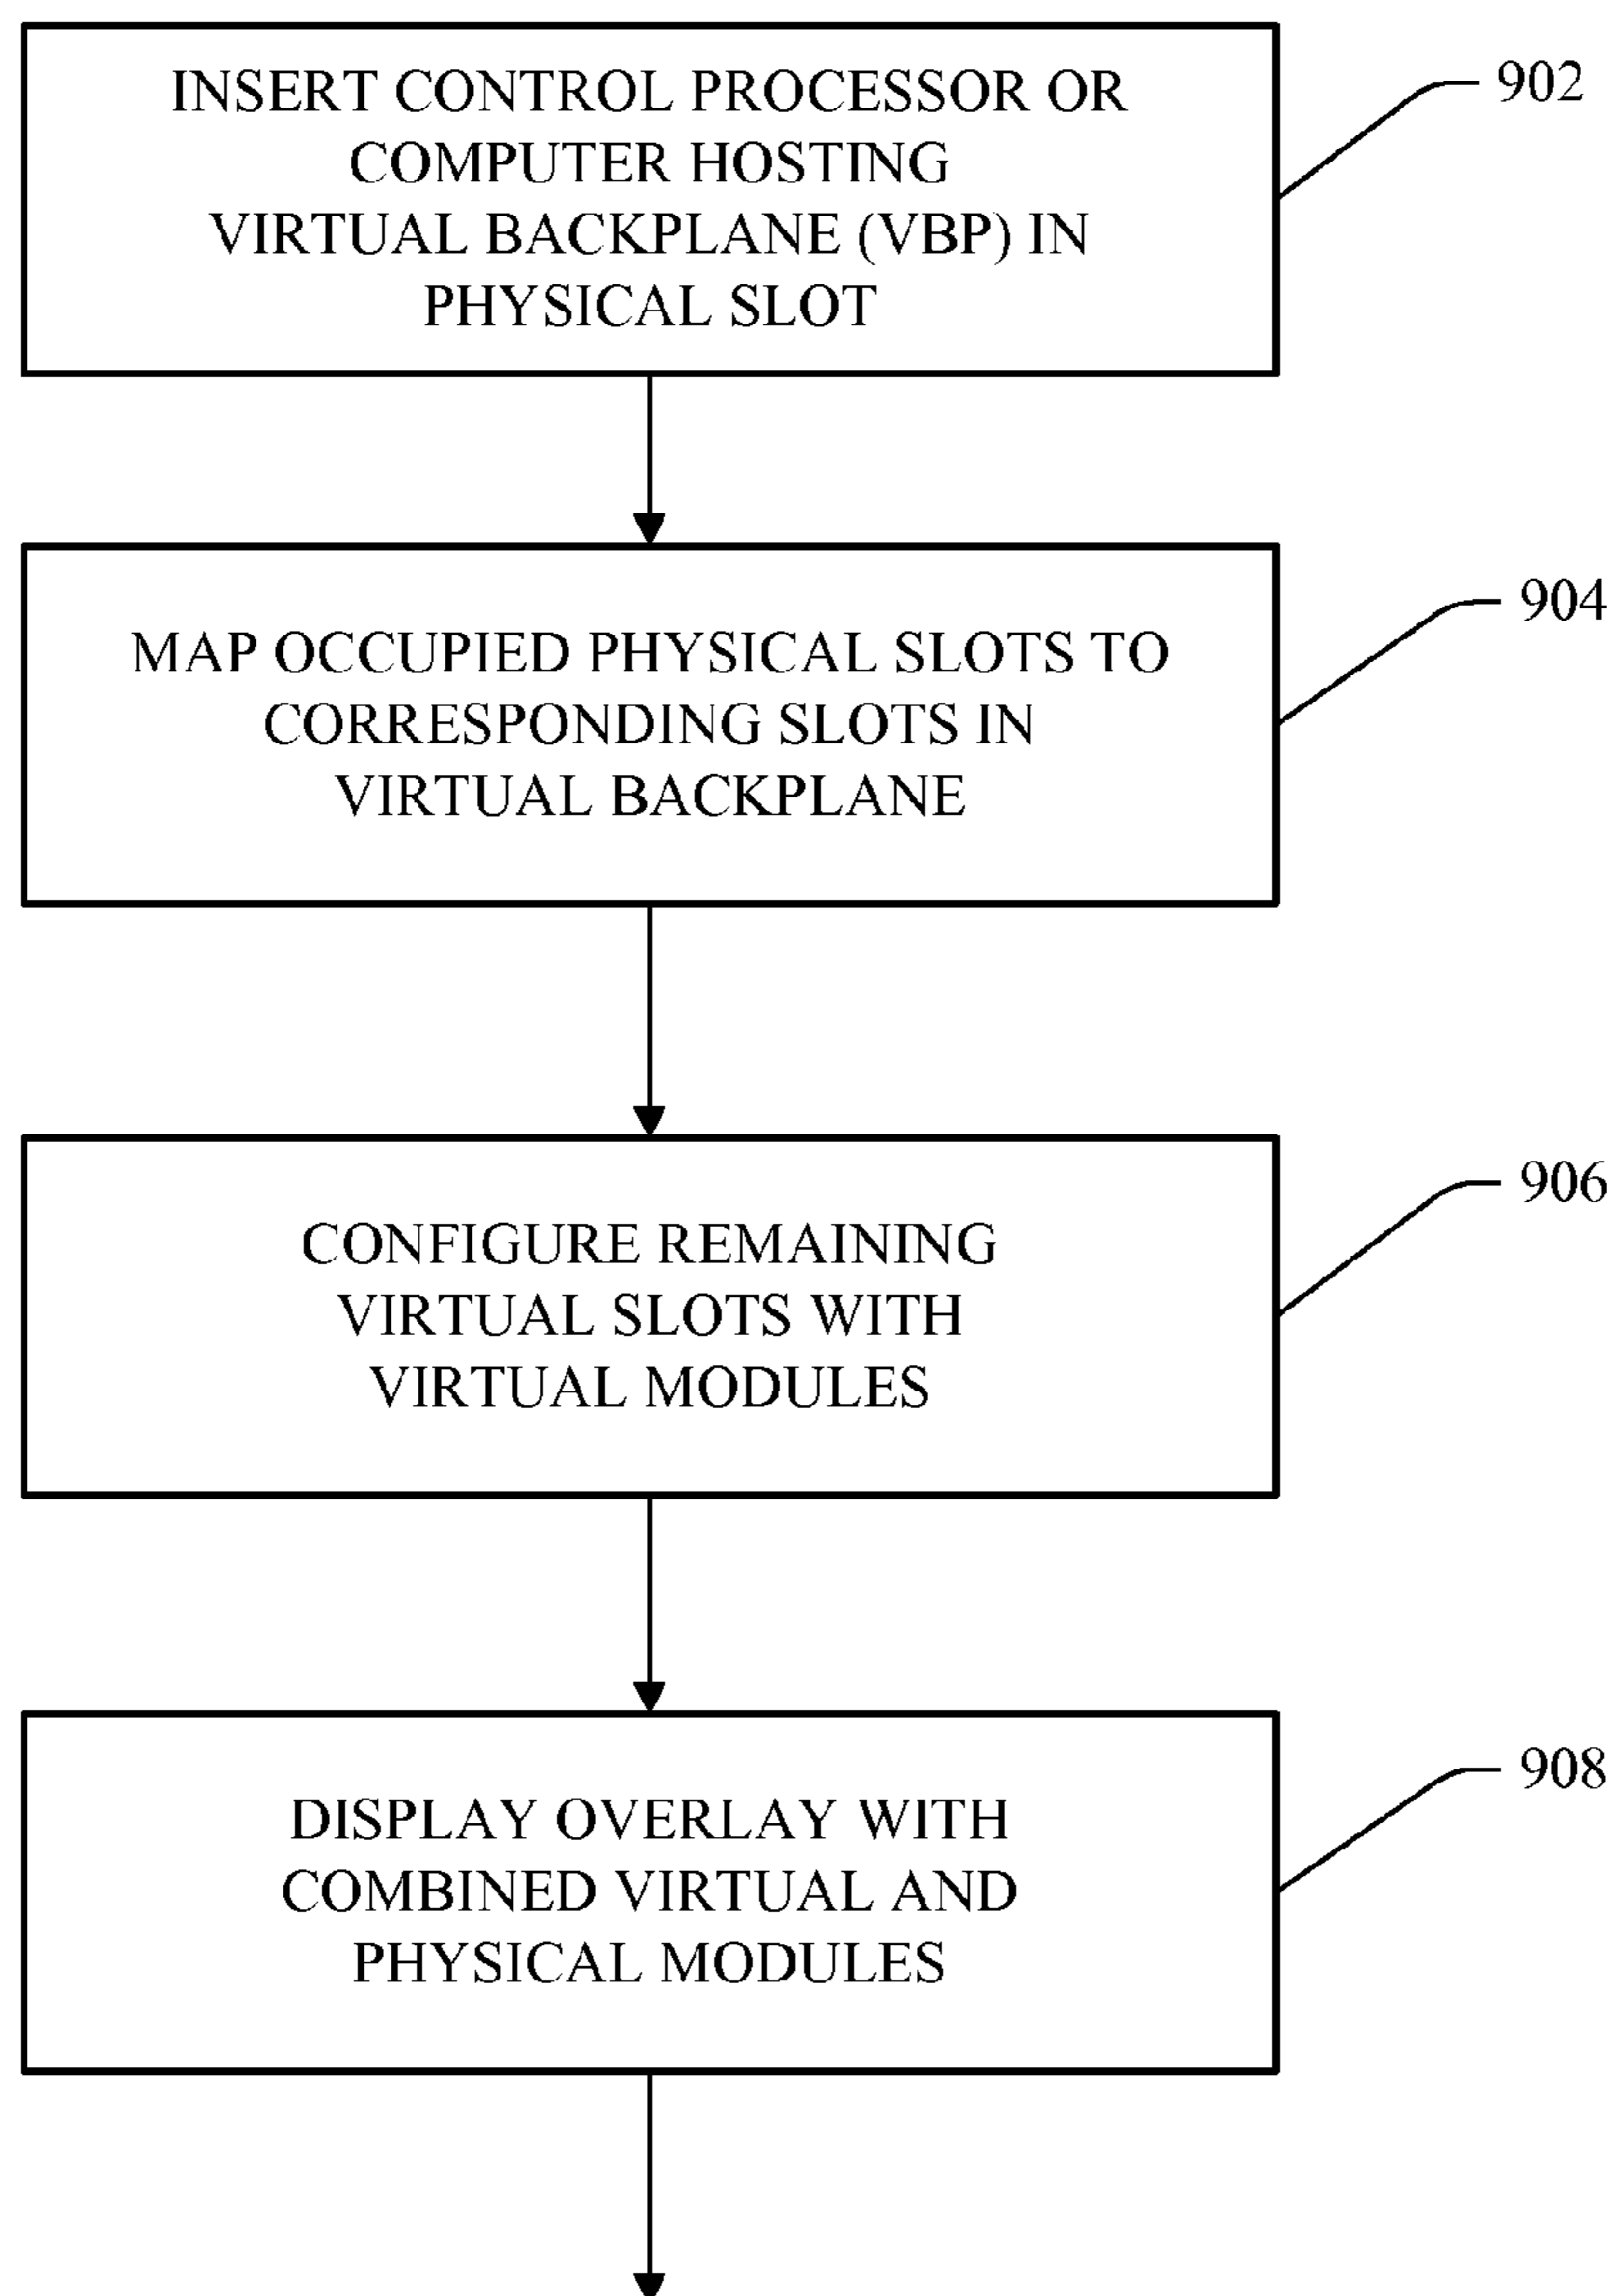 INSERT CONTROL PROCESSOR OR
COMPUTER HOSTING
VIRTUAL BACKPLANE (VBP) IN
PHYSICAL SLOT
902
MAP OCCUPIED PHYSICAL SLOTS TO
CORRESPONDING SLOTS IN
VIRTUAL BACKPLANE
904
CONFIGURE REMAINING
VIRTUAL SLOTS WITH
VIRTUAL MODULES
906
DISPLAY OVERLAY WITH
COMBINED VIRTUAL AND
PHYSICAL MODULES
908